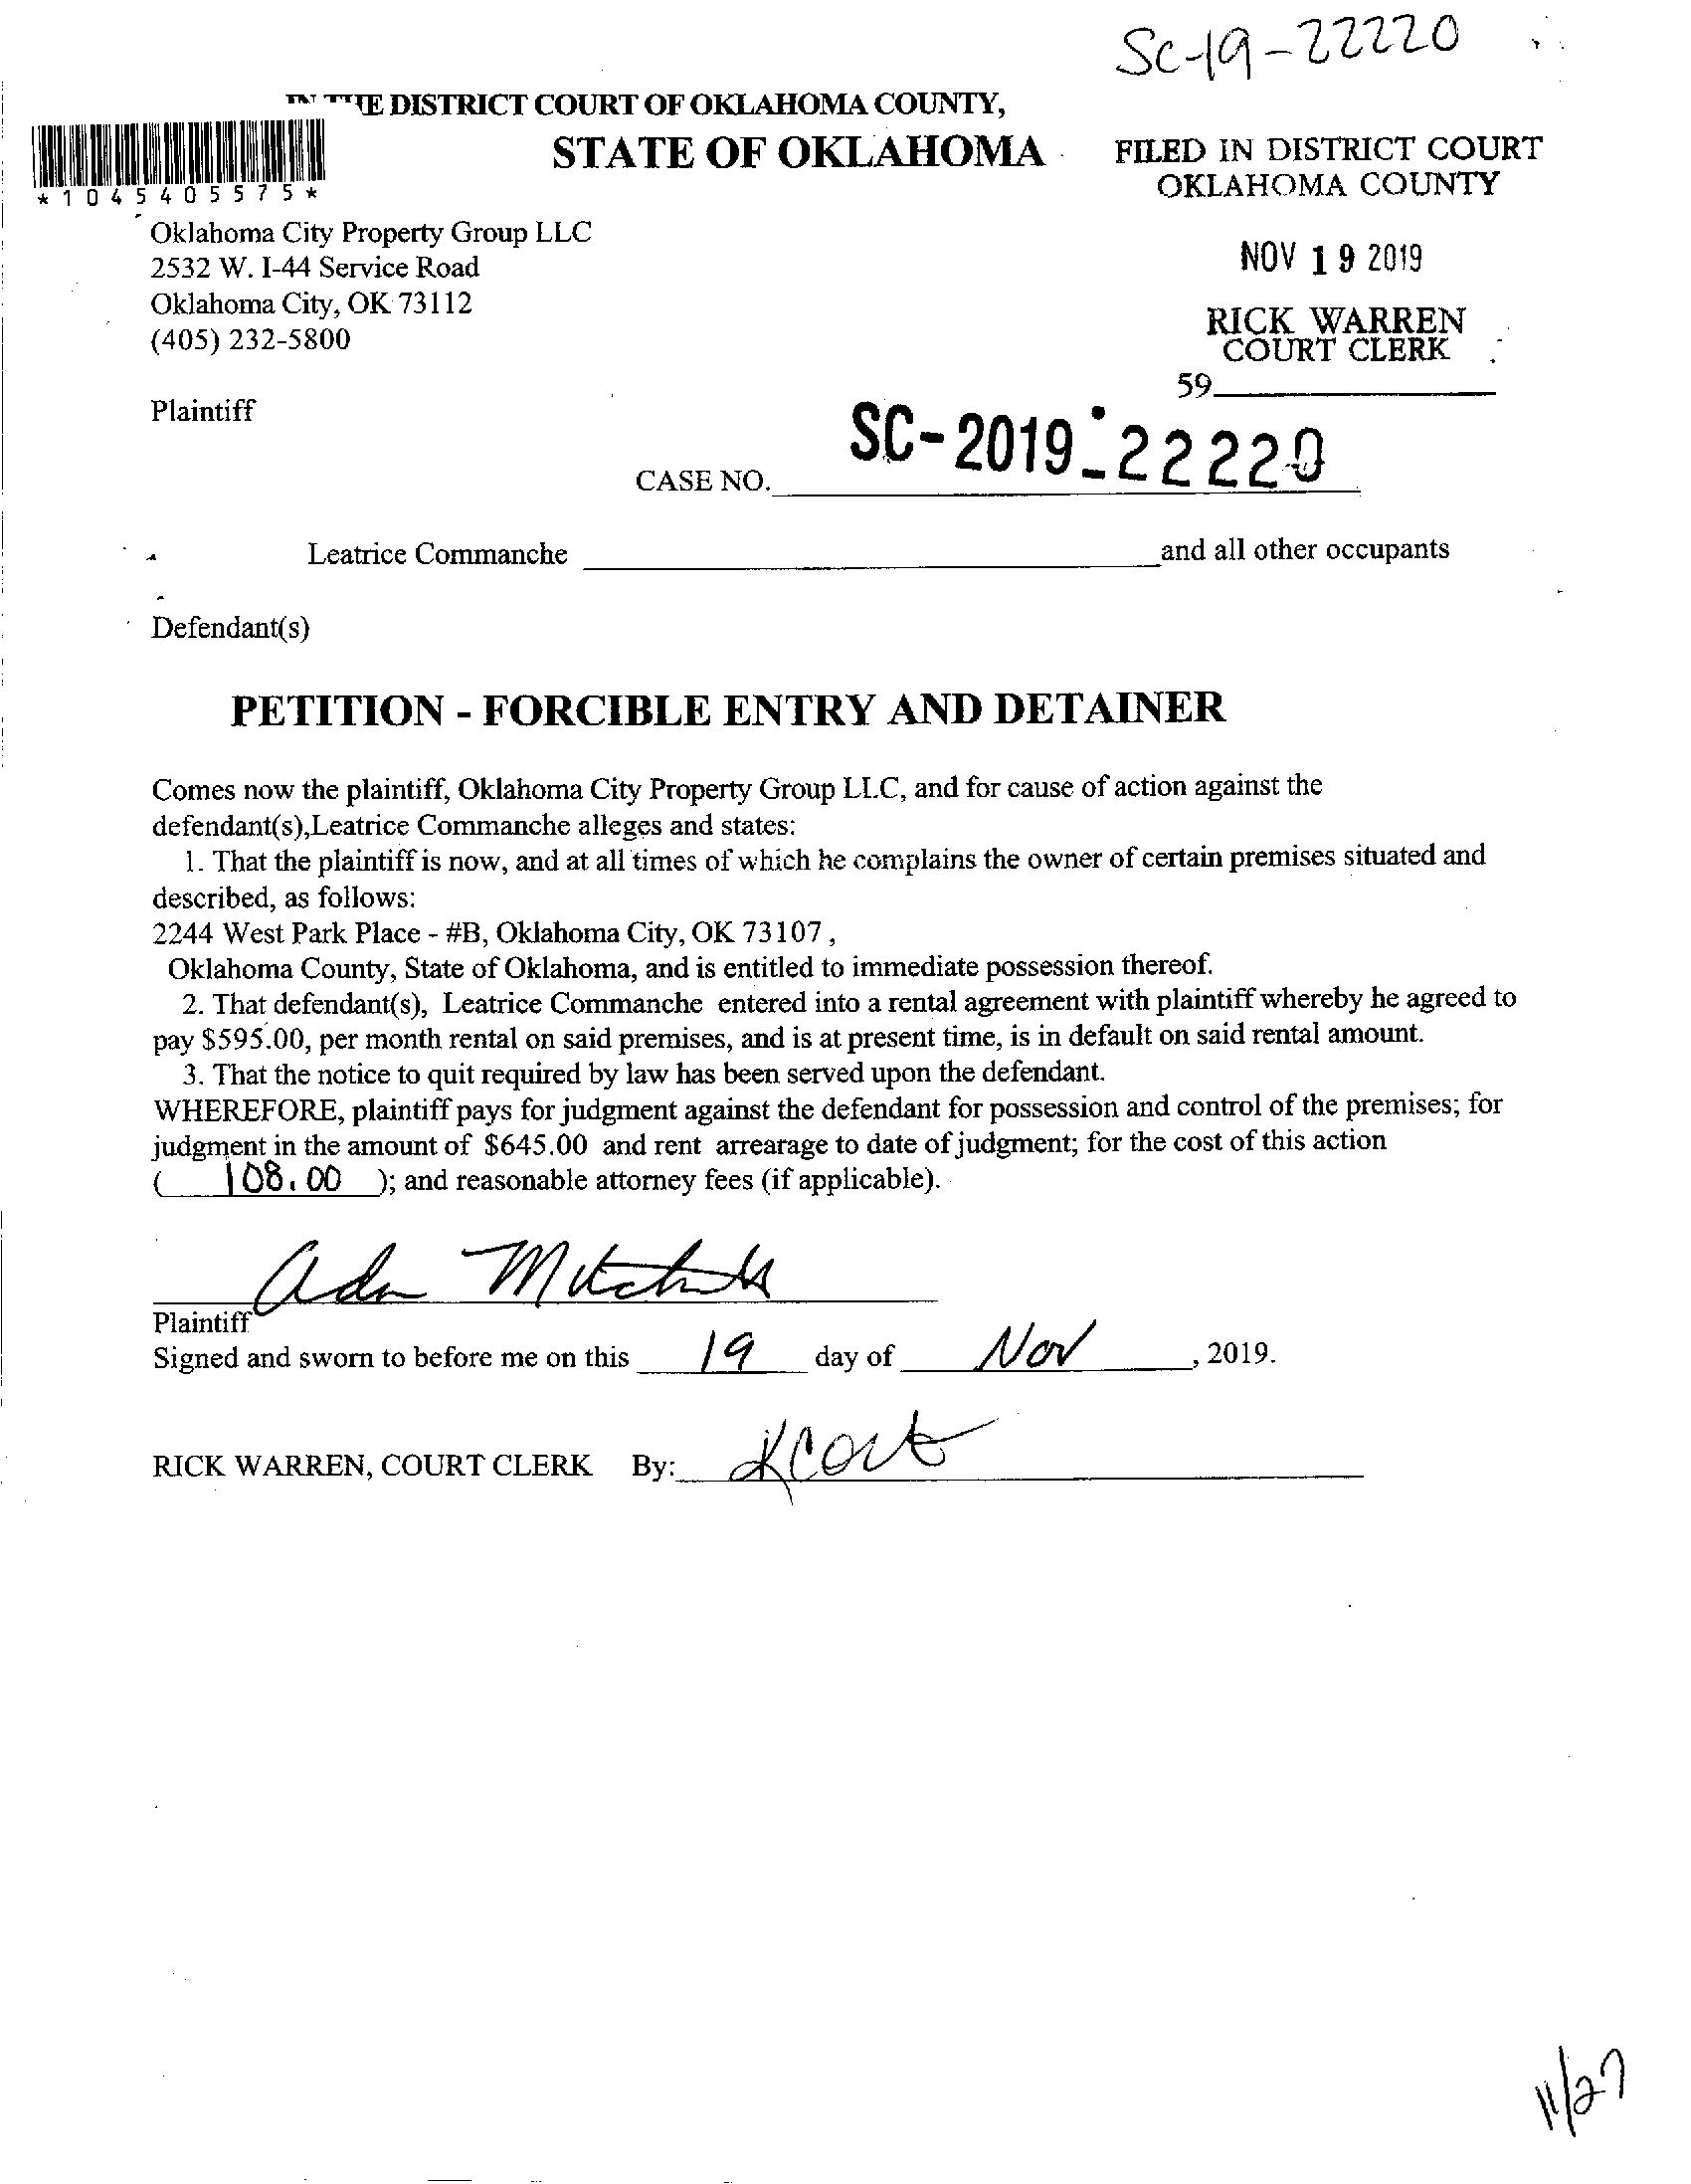 SC-19-22220
IN THE DISTRICT COURT OF OKLAHOMA COUNTY,
STATE OF OKLAHOMA
FILED IN DISTRICT COURT
OKLAHOMA COUNTY
*1045405575*
Oklahoma City Property Group LLC
2532 W. I-44 Service Road
Oklahoma City, OK 73112
(405) 232-5800
NOV 19 2019
RICK WARREN
COURT CLERK
59
Plaintiff
CASE NO. SC-2019-22220
Leatrice Commanche and all other occupants
Defendant(s)
PETITION - FORCIBLE ENTRY AND DETAINER
Comes now the plaintiff, Oklahoma City Property Group LLC, and for cause of action against the
defendant(s),Leatrice Commanche alleges and states:
1. That the plaintiff is now, and at all times of which he complains the owner of certain premises situated and
described, as follows:
2244 West Park Place - #B, Oklahoma City, OK 73107 ,
Oklahoma County, State of Oklahoma, and is entitled to immediate possession thereof.
2. That defendant(s), Leatrice Commanche entered into a rental agreement with plaintiff whereby he agreed to
pay $595.00, per month rental on said premises, and is at present time, is in default on said rental amount.
3. That the notice to quit required by law has been served upon the defendant.
WHEREFORE, plaintiff pays for judgment against the defendant for possession and control of the premises; for
judgment in the amount of $645.00 and rent arrearage to date of judgment; for the cost of this action
( 108.00 ); and reasonable attorney fees (if applicable).
Plaintiff
Signed and sworn to before me on this 19 day of Nov, 2019.
RICK WARREN, COURT CLERK By:
11/27